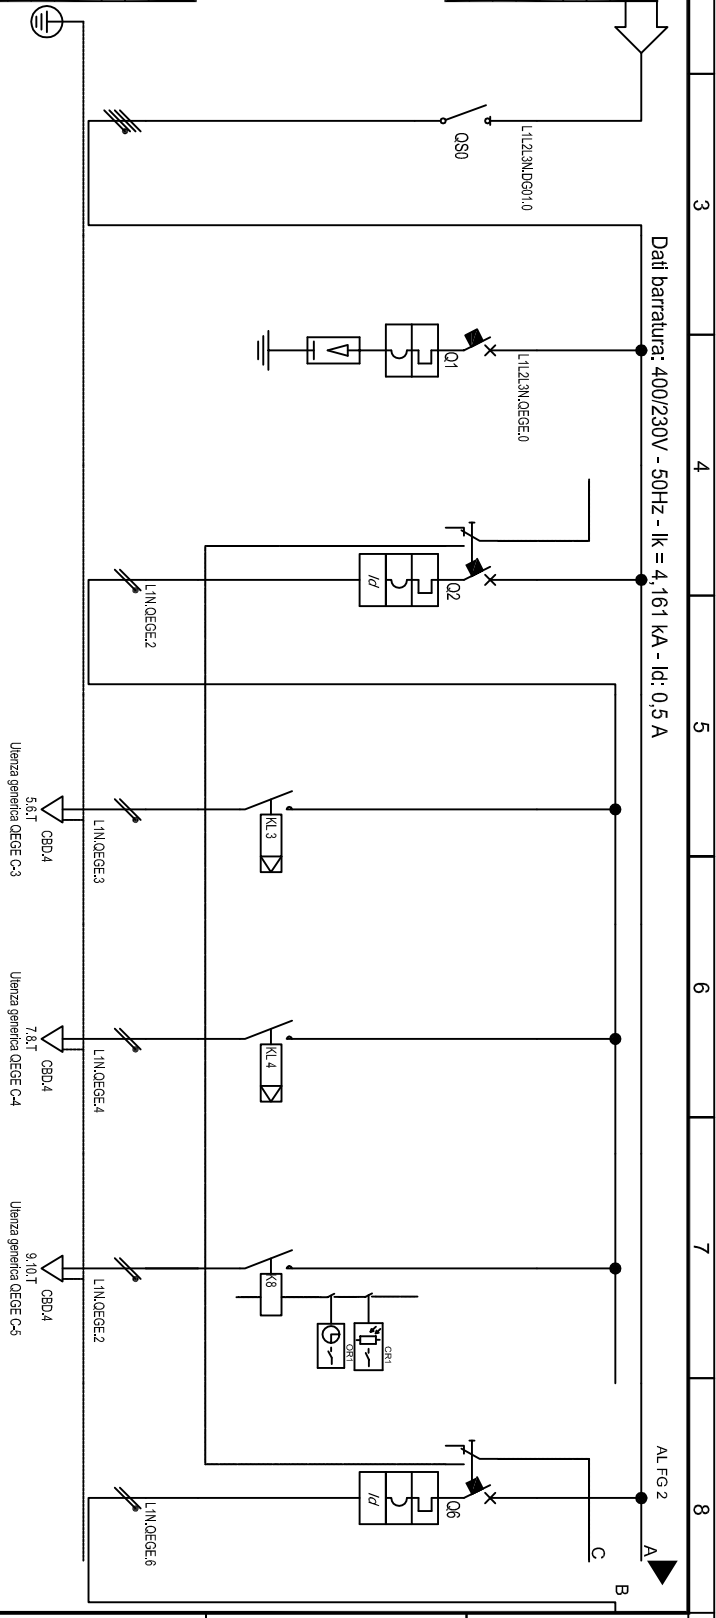 3
4
5
6
7
8
Dati barratura: 400/230V - 50Hz - Ik = 4,161 kA - Id: 0,5 A
AL FG 2
A
B
C
L1L2L3N.DG01.0
QS0
L1L2L3N.QEGE.0
Q1
Q2
Id
L1N.QEGE.2
KL3
L1N.QEGE.3
CBD.4
5.6.T
Utenza generica QEGE C-3
KL4
L1N.QEGE.4
CBD.4
7.8.T
Utenza generica QEGE C-4
K8
CR1
OR1
L1N.QEGE.2
CBD.4
9.10.T
Utenza generica QEGE C-5
Q6
Id
L1N.QEGE.6